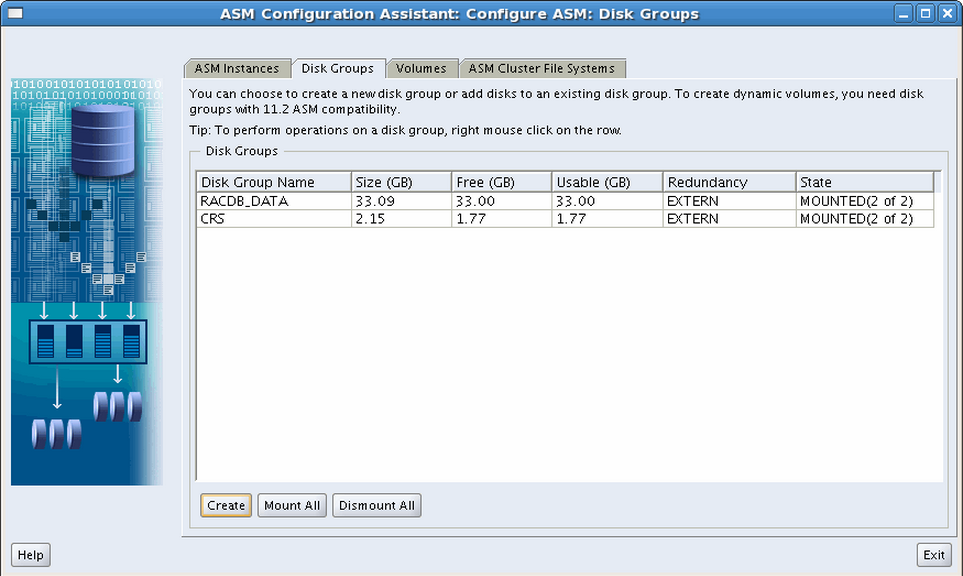 ASM Configuration Assistant: Configure ASM: Disk Groups
ASM Instances Disk Groups Volumes ASM Cluster File Systems
You can choose to create a new disk group or add disks to an existing disk group. To create dynamic volumes, you need disk
groups with 11.2 ASM compatibility.
Tip: To perform operations on a disk group, right mouse click on the row.
Disk Groups
Disk Group Name Size (GB) Free (GB) Usable (GB) Redundancy State
RACDB_DATA 33.09 33.00 33.00 EXTERN MOUNTED(2 of 2)
CRS 2.15 1.77 1.77 EXTERN MOUNTED(2 of 2)
Create Mount All Dismount All
Help Exit